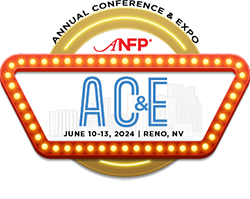 ANNUAL CONFERENCE & EXPO
ANFP
AC&E
JUNE 10-13, 2024 | RENO, NV